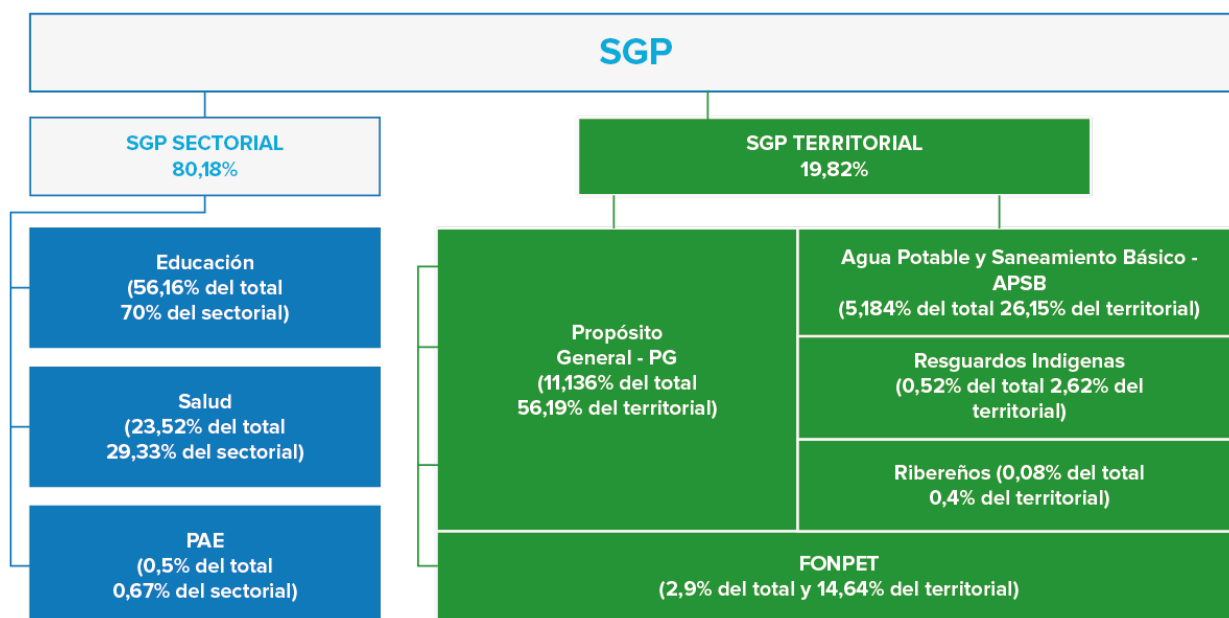 SGP
SGP SECTORIAL
80,18%
SGP TERRITORIAL
19,82%
Educación
(56,16% del total
70% del sectorial)
Salud
(23,52% del total
29,33% del sectorial)
PAE
(0,5% del total
0,67% del sectorial)
Propósito
General - PG
(11,136% del total
56,19% del territorial)
Agua Potable y Saneamiento Básico -
APSB
(5,184% del total 26,15% del territorial)
Resguardos Indigenas
(0,52% del total 2,62% del
territorial)
Ribereños (0,08% del total
0,4% del territorial)
FONPET
(2,9% del total y 14,64% del territorial)